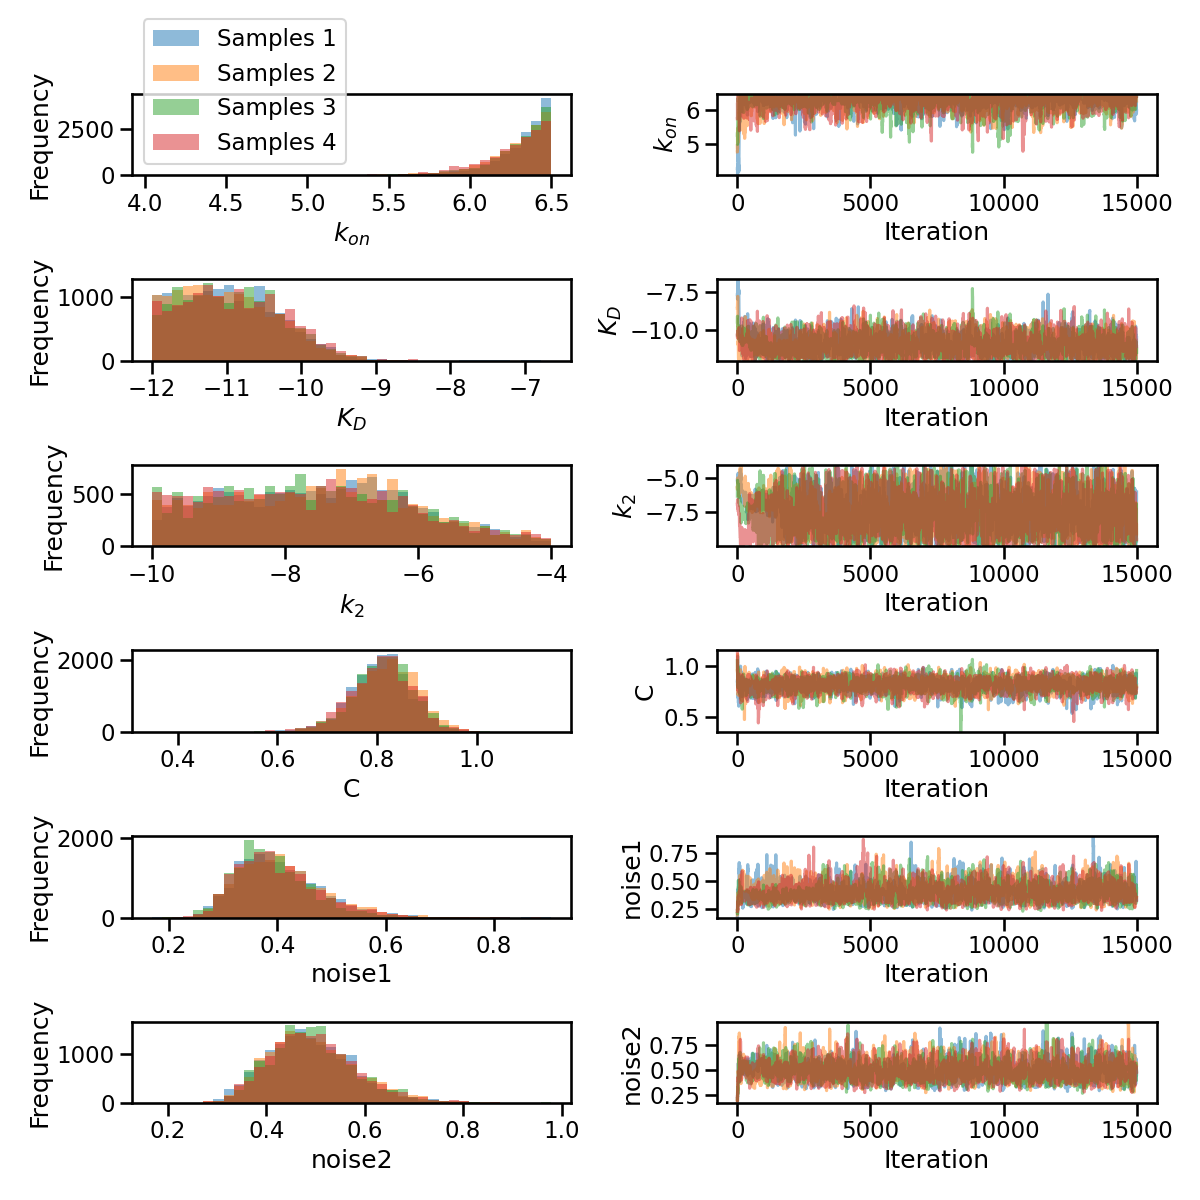 Samples 1
Samples 2
Samples 3
Samples 4
Frequency
2500
0
4.0 4.5 5.0 5.5 6.0 6.5
k_on
k_on
6
5
0 5000 10000 15000
Iteration
Frequency
1000
0
−12 −11 −10 −9 −8 −7
K_D
K_D
−7.5
−10.0
0 5000 10000 15000
Iteration
Frequency
500
0
−10 −8 −6 −4
k_2
k_2
−5.0
−7.5
0 5000 10000 15000
Iteration
Frequency
2000
0
0.4 0.6 0.8 1.0
C
C
1.0
0.5
0 5000 10000 15000
Iteration
Frequency
2000
0
0.2 0.4 0.6 0.8
noise1
noise1
0.75
0.50
0.25
0 5000 10000 15000
Iteration
Frequency
1000
0
0.2 0.4 0.6 0.8 1.0
noise2
noise2
0.75
0.50
0.25
0 5000 10000 15000
Iteration